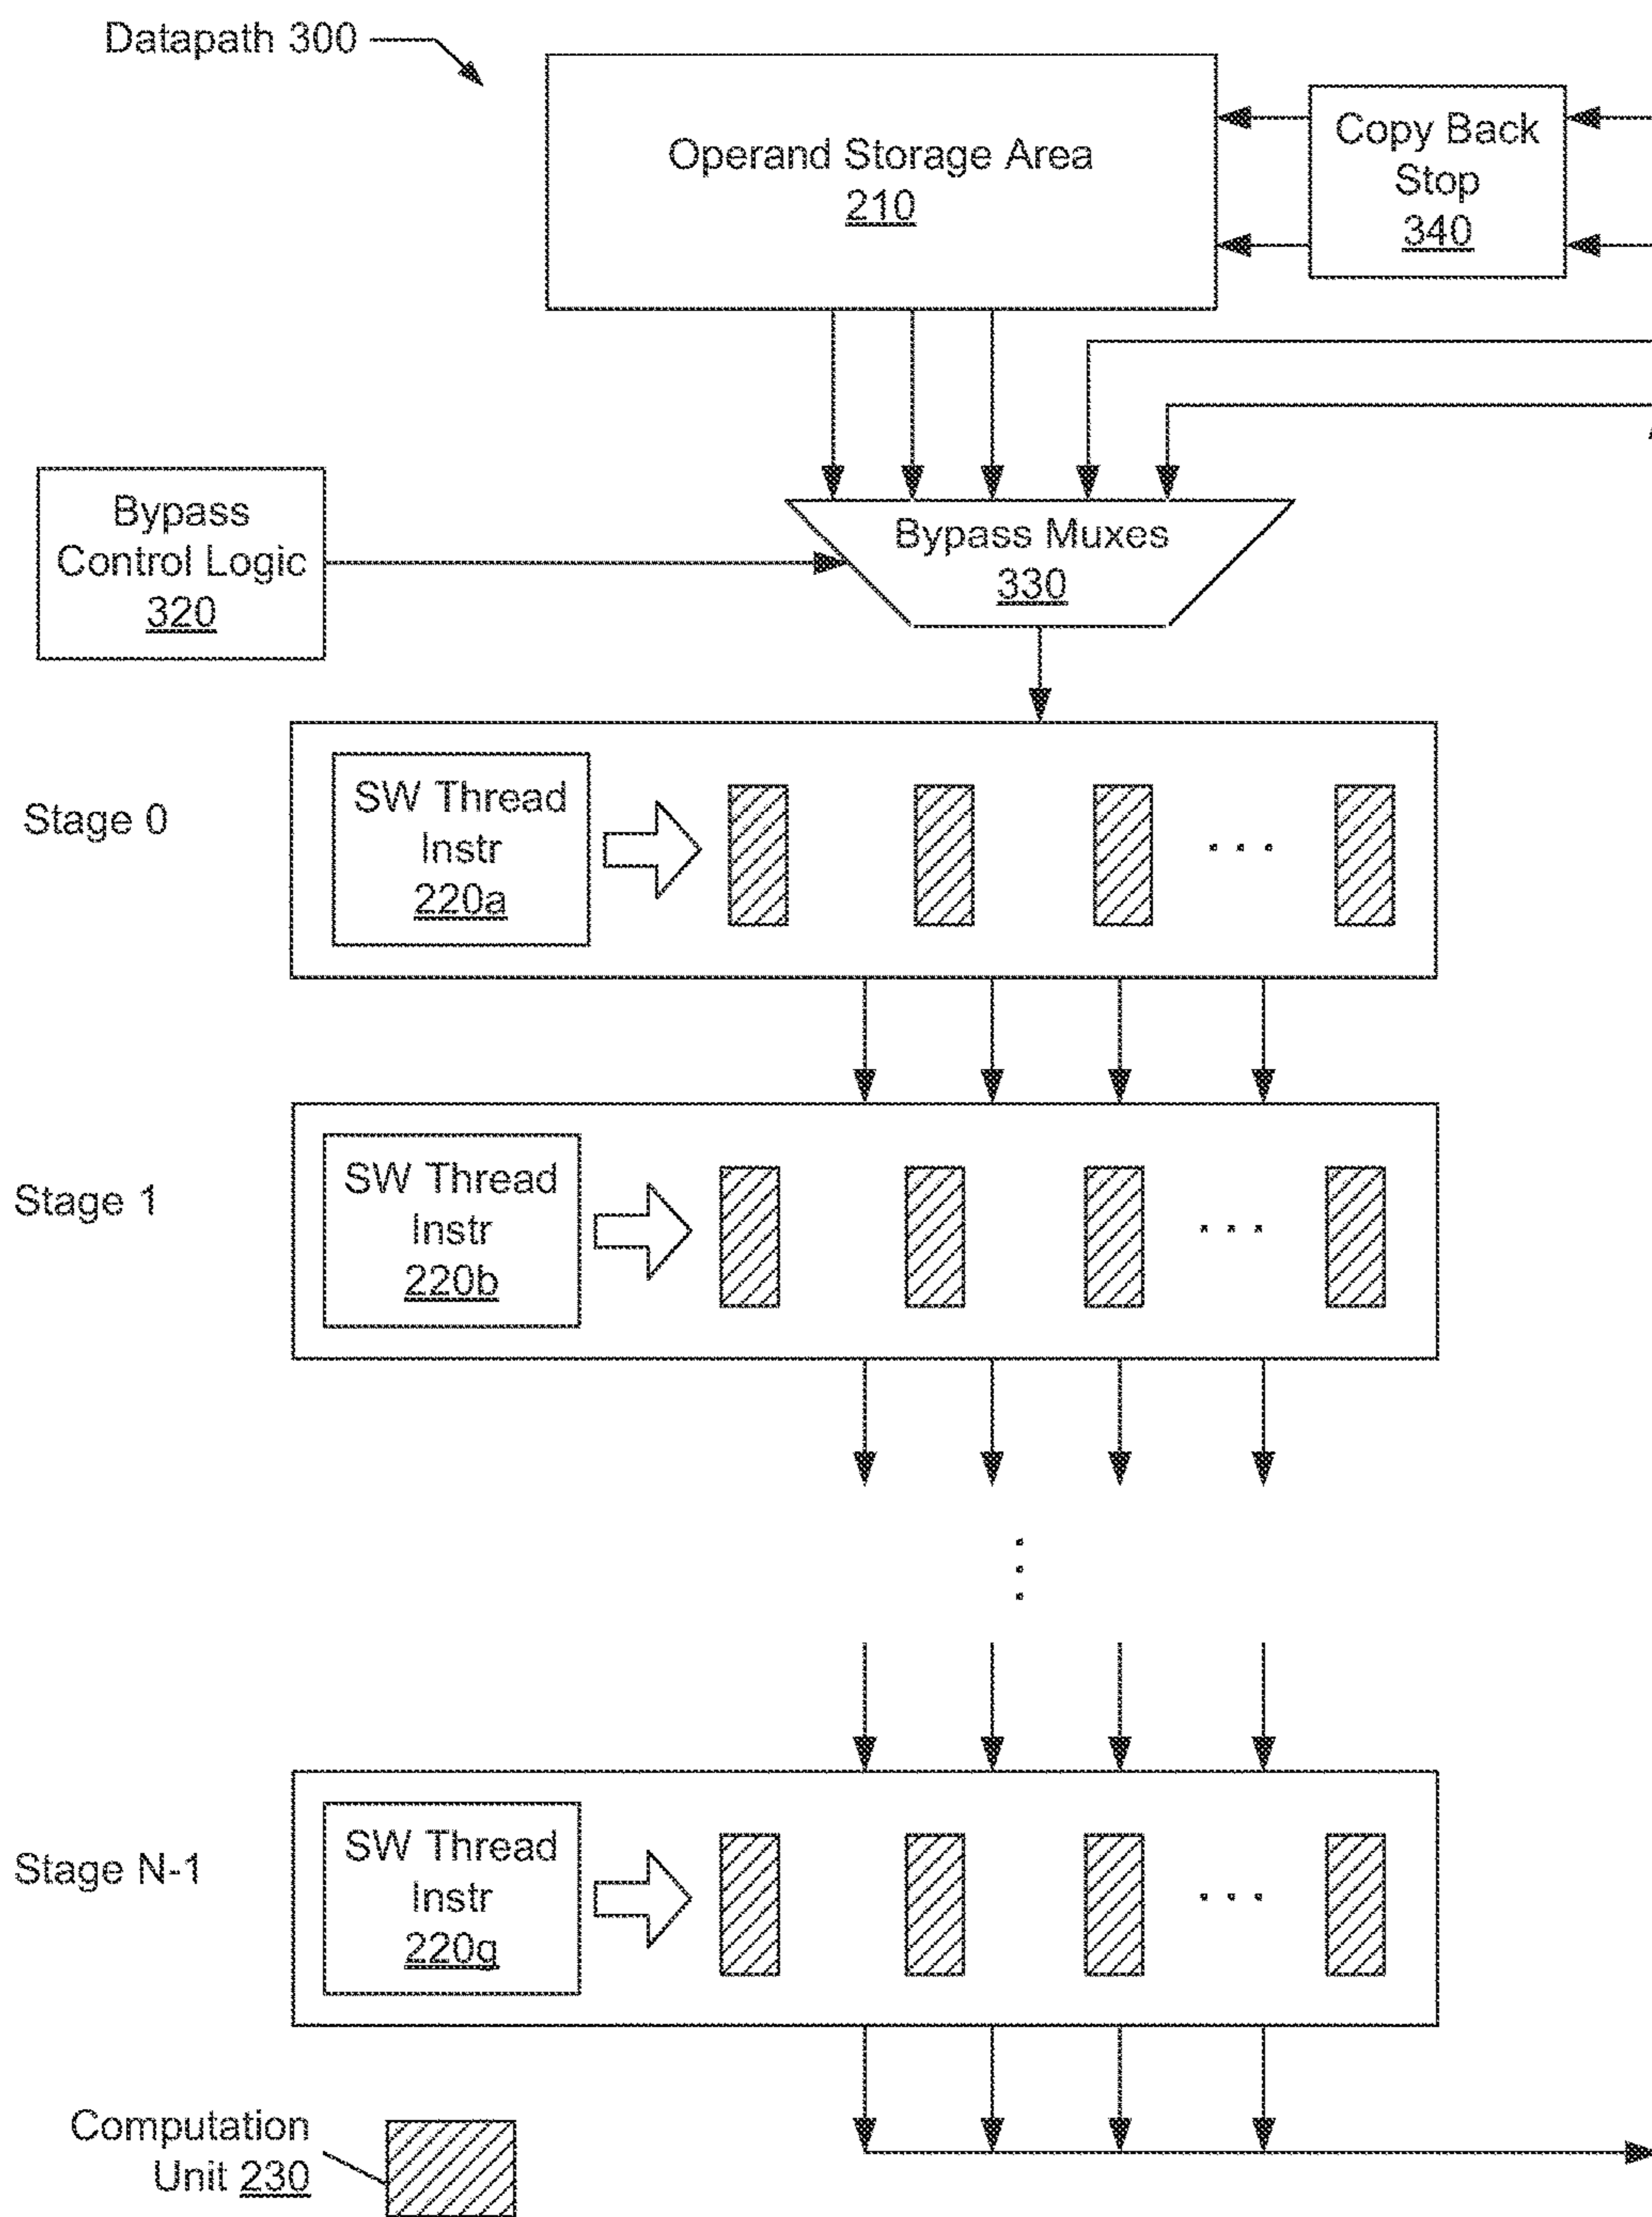 Datapath 300
Operand Storage Area
210
Copy Back
Stop
340
Bypass
Control Logic
320
Bypass Muxes
330
Stage 0
SW Thread
Instr
220a
. . .
Stage 1
SW Thread
Instr
220b
. . .
Stage N-1
SW Thread
Instr
220g
. . .
Computation
Unit 230